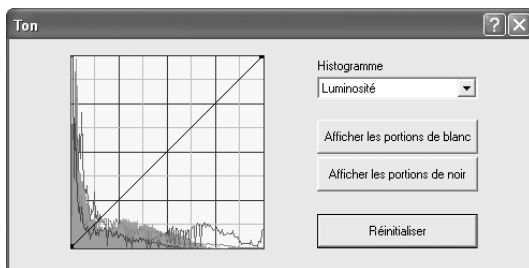 Ton
Histogramme
Luminosité
Afficher les portions de blanc
Afficher les portions de noir
Réinitialiser